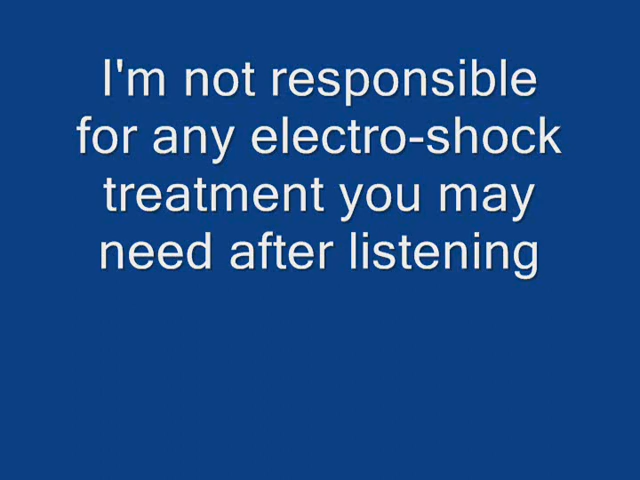 I'm not responsible
for any electro-shock
treatment you may
need after listening